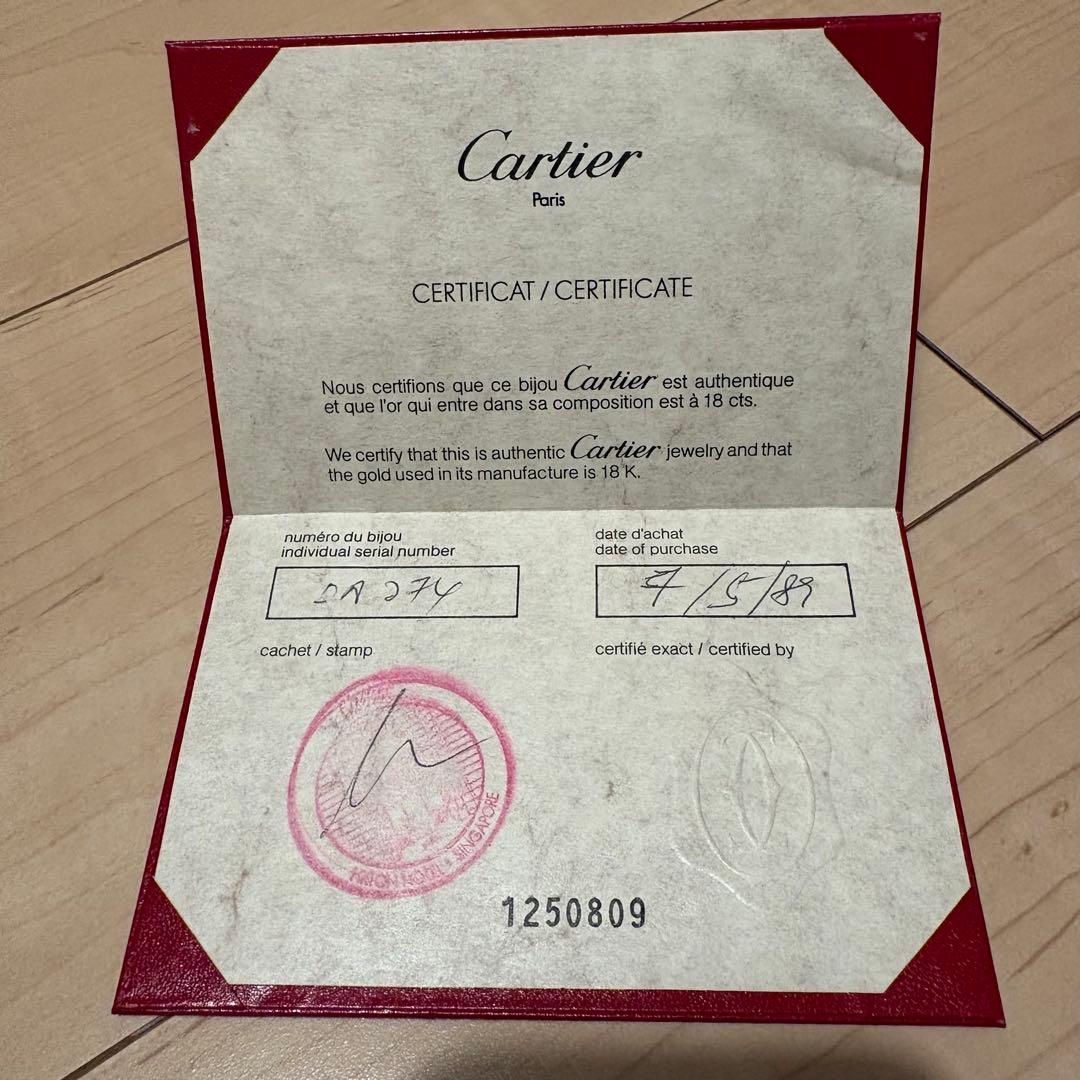 Cartier
Paris
CERTIFICAT / CERTIFICATE
Nous certifions que ce bijou Cartier est authentique
et que l'or qui entre dans sa composition est à 18 cts.
We certify that this is authentic Cartier jewelry and that
the gold used in its manufacture is 18 K.
numéro du bijou
individual serial number
date d'achat
date of purchase
274
7/5/89
cachet / stamp
certifié exact / certified by
SINGAPORE
1250809